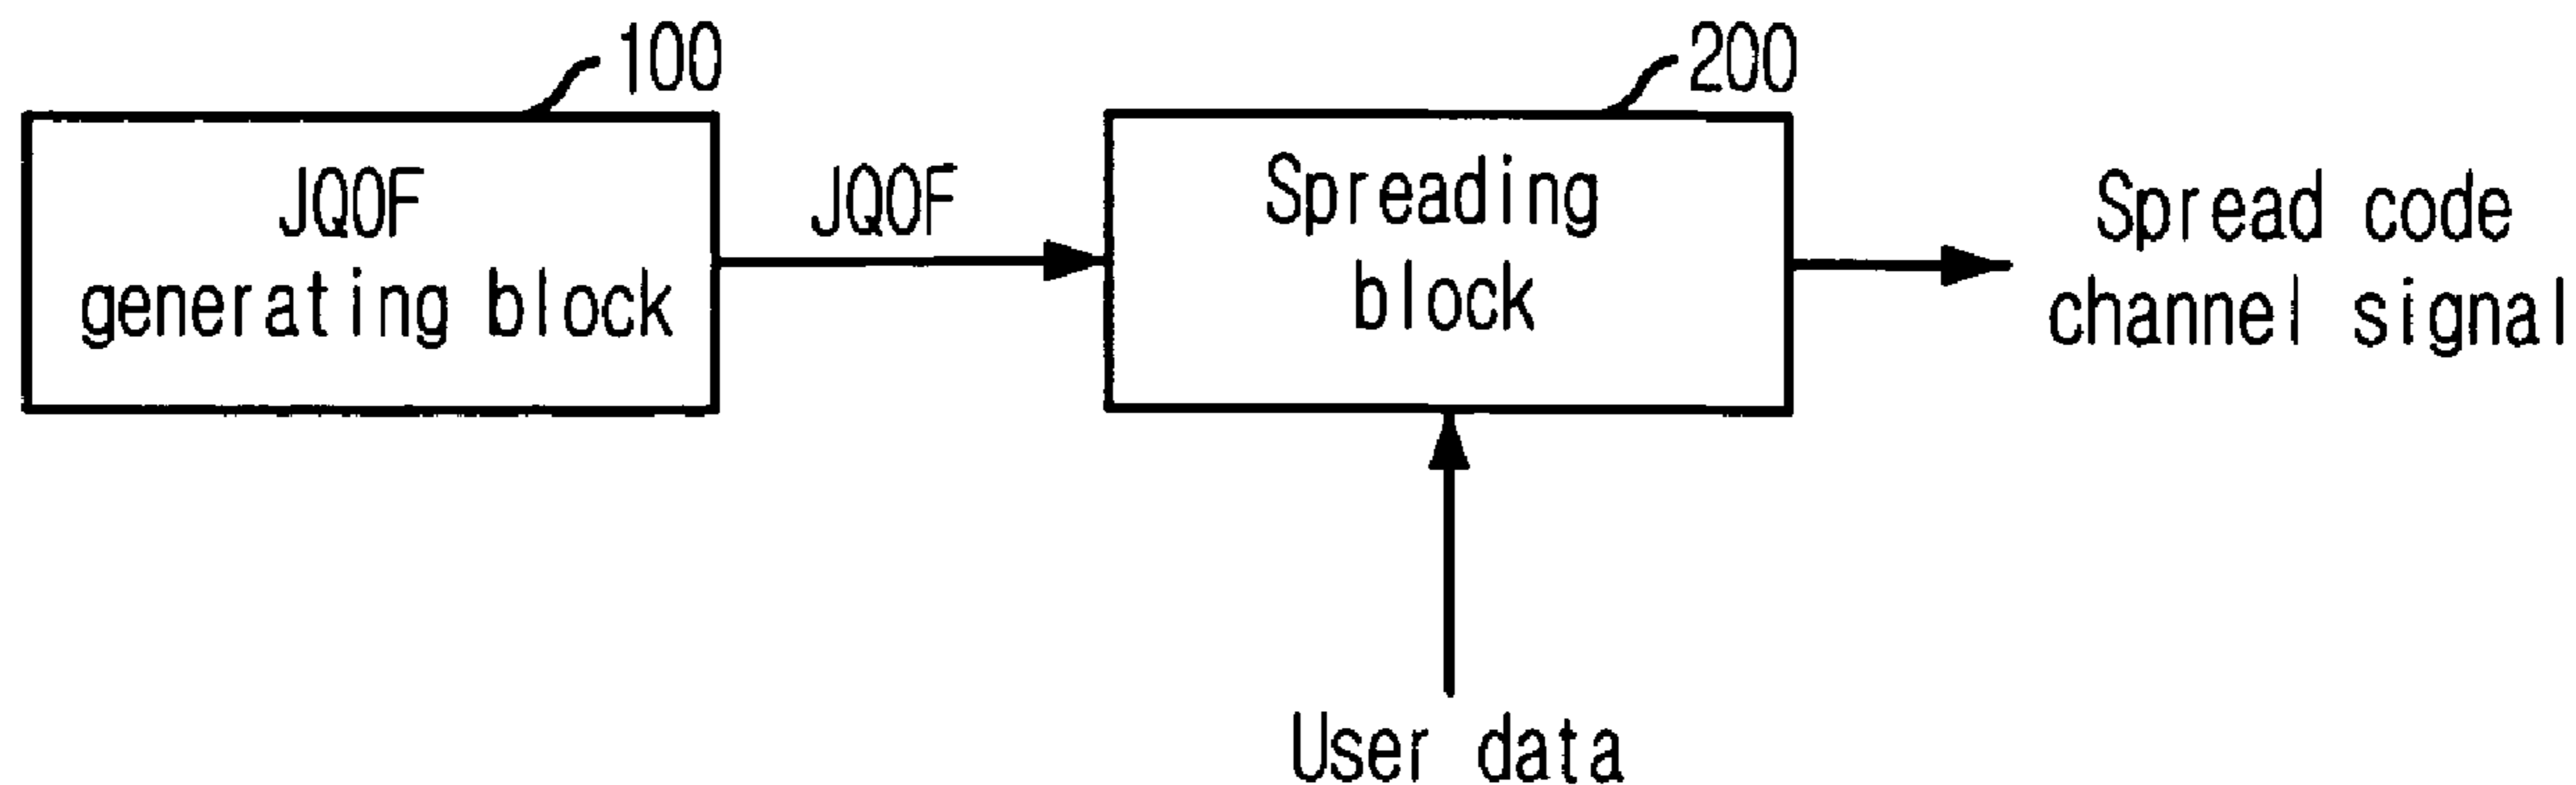 100
200
JQOF
generating block
JQOF
Spreading
block
Spread code
channel signal
User data